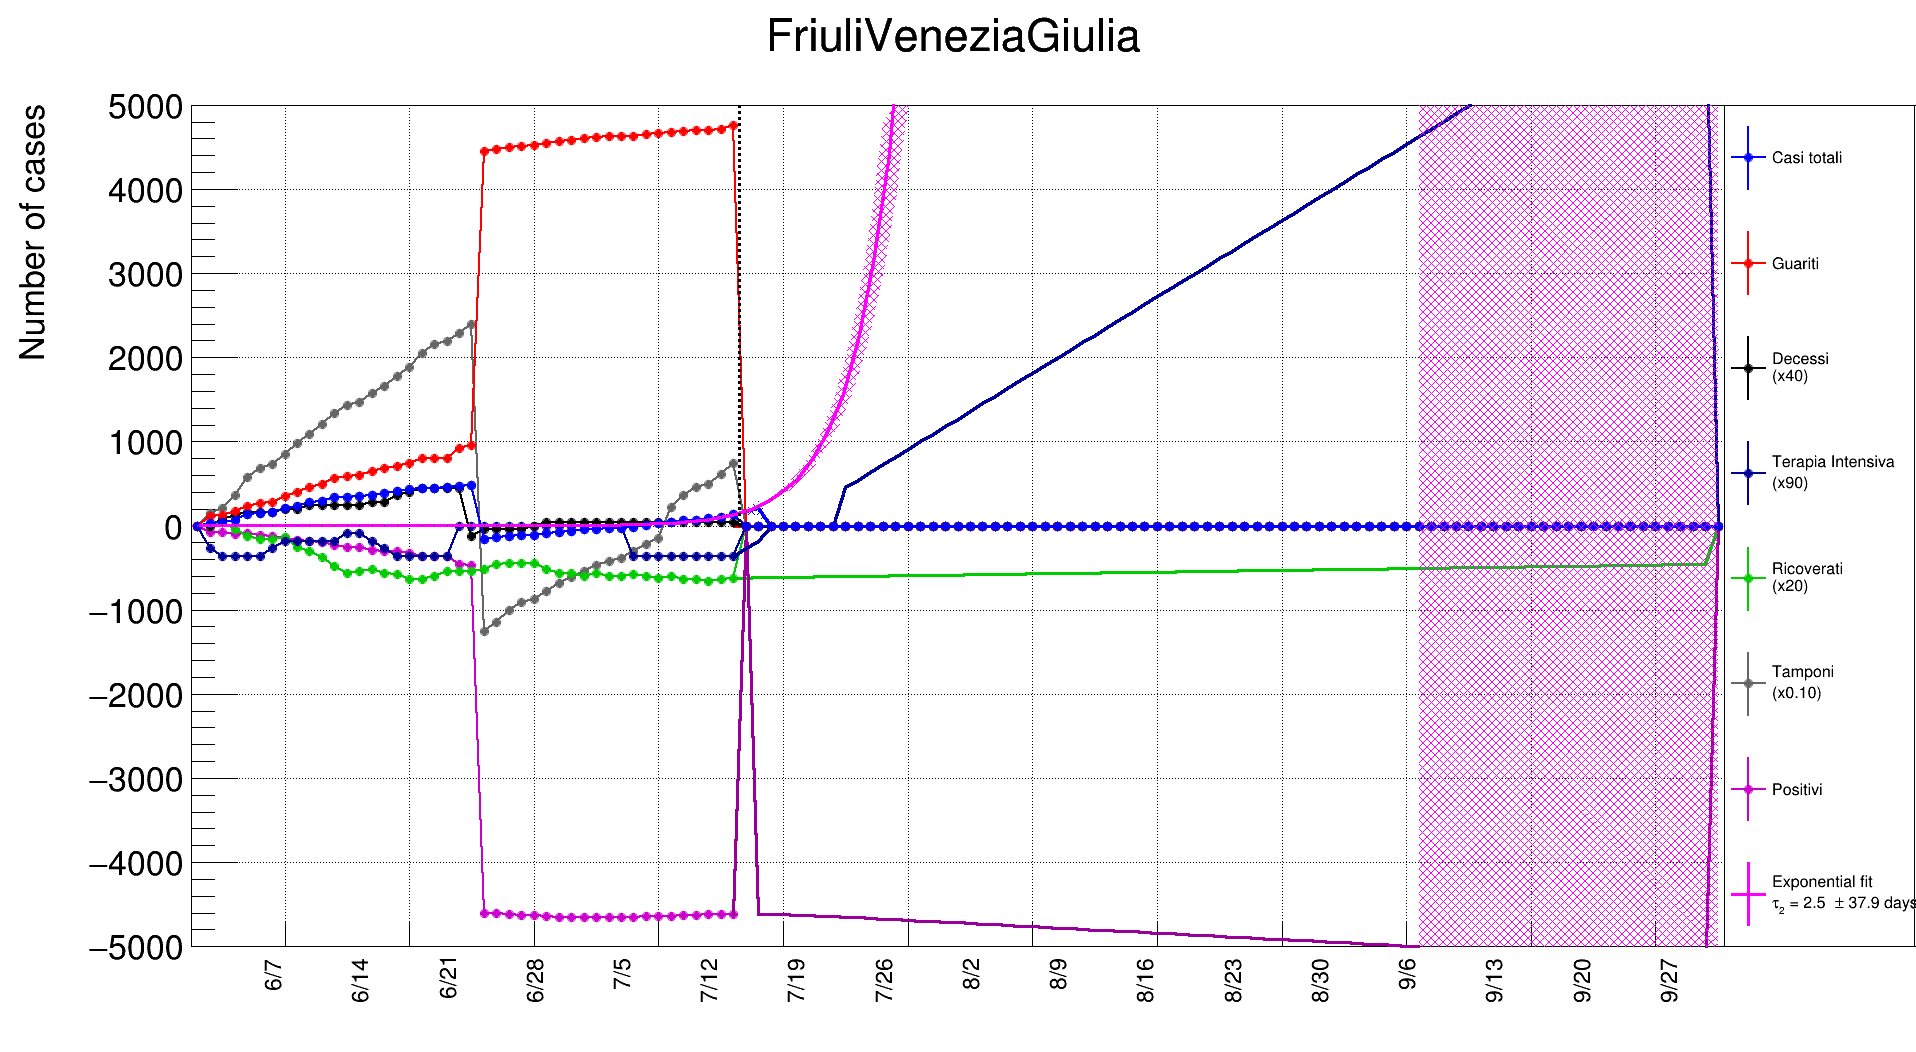 FriuliVeneziaGiulia
Number of cases
5000
4000
3000
2000
1000
0
−1000
−2000
−3000
−4000
−5000
6/7
6/14
6/21
6/28
7/5
7/12
7/19
7/26
8/2
8/9
8/16
8/23
8/30
9/6
9/13
9/20
9/27
Casi totali
Guariti
Decessi
(x40)
Terapia Intensiva
(x90)
Ricoverati
(x20)
Tamponi
(x0.10)
Positivi
Exponential fit
τ2 = 2.5 ± 37.9 days